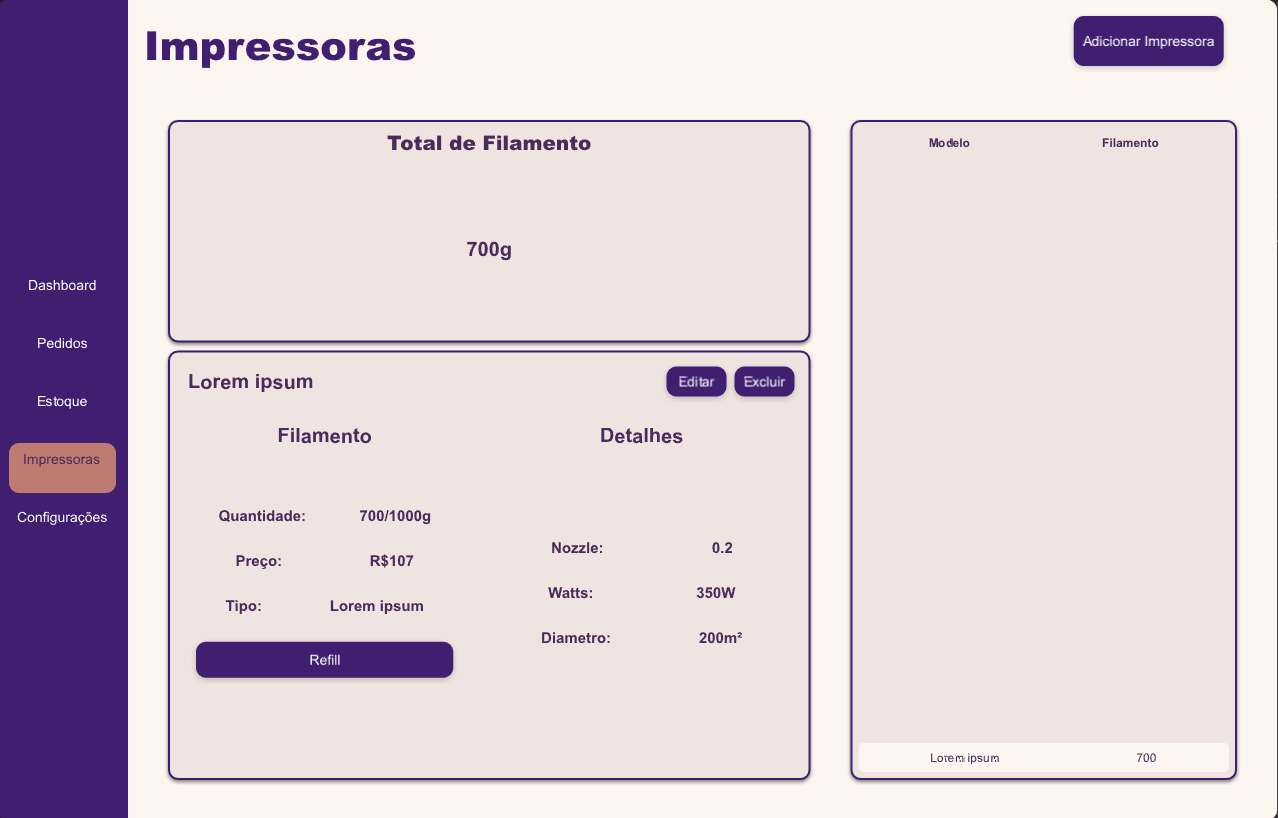 Impressoras
Adicionar Impressora
Dashboard
Pedidos
Estoque
Impressoras
Configurações
Total de Filamento
700g
Lorem ipsum
Editar Excluir
Filamento
Quantidade: 700/1000g
Preço: R$107
Tipo: Lorem ipsum
Refill
Detalhes
Nozzle: 0.2
Watts: 350W
Diametro: 200m²
Modelo Filamento
Lorem ipsum 700